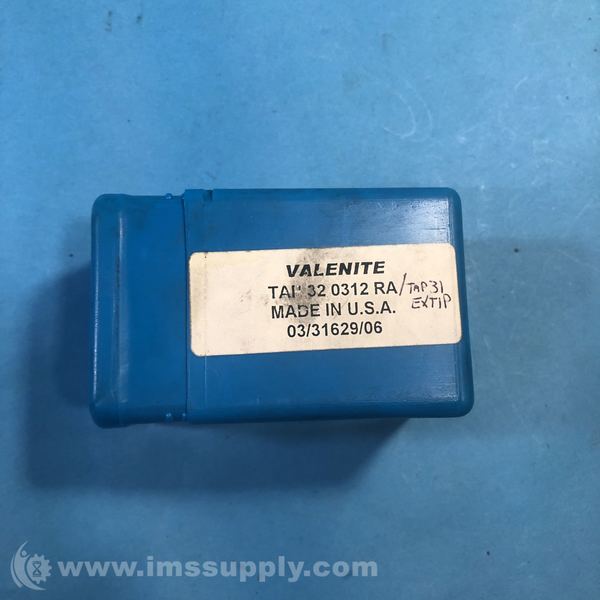 VALENITE
TAP 32 0312 RA/TAP31
EXTIP
MADE IN U.S.A.
03/31629/06
www.imssupply.com